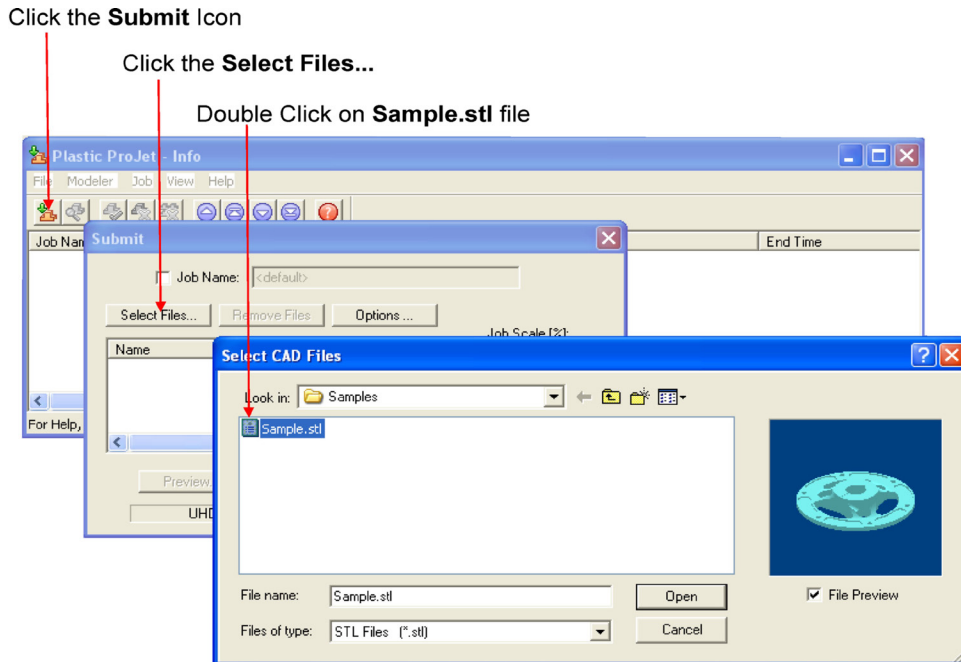 Click the Submit Icon
Click the Select Files...
Double Click on Sample.stl file
Plastic ProJet - Info
File Modeler Job View Help
Job Nam
End Time
Submit
Job Name: <default>
Select Files... Remove Files Options ...
Job Scale [%]:
Name
Select CAD Files
Look in: Samples
Sample.stl
For Help,
Preview.
UHD
File name: Sample.stl Open
File Preview
Files of type: STL Files (*.stl) Cancel